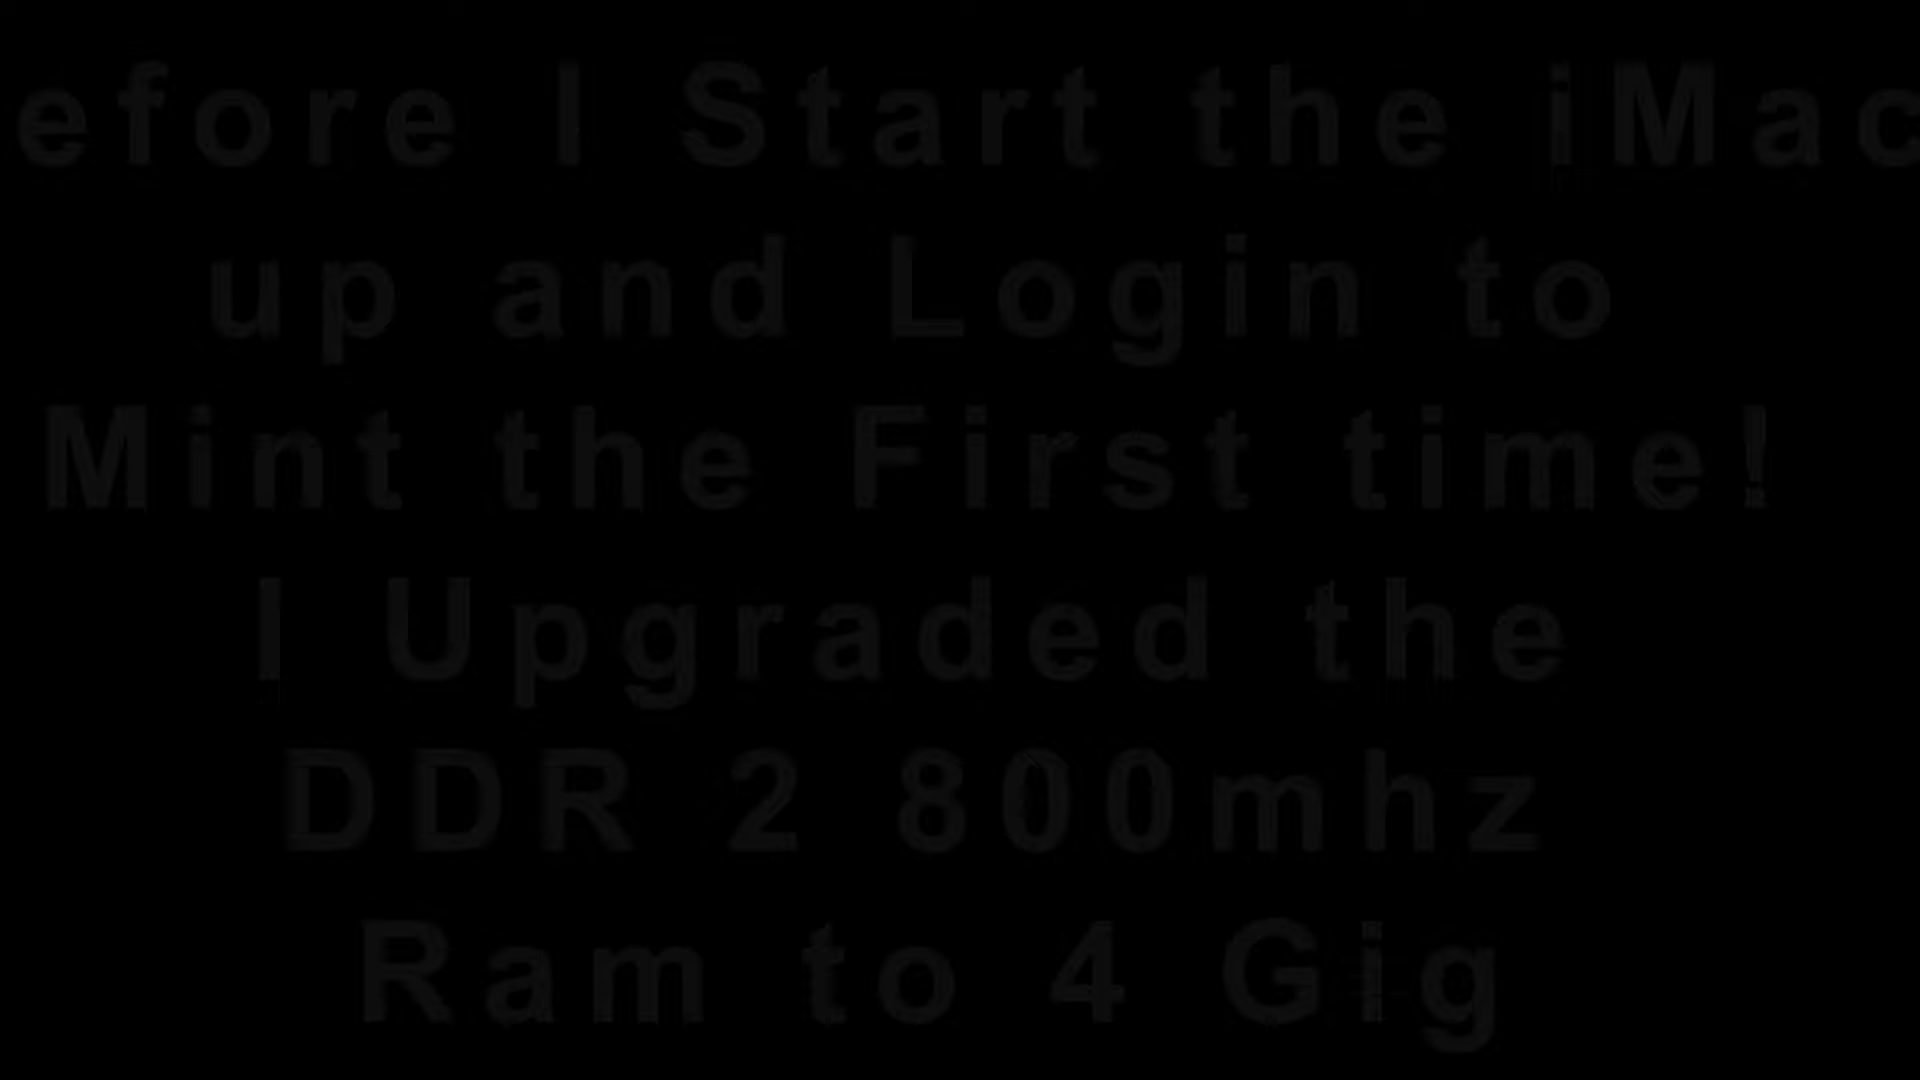 efore I Start the iMac
up and Login to
Mint the First time!
I Upgraded the
DDR 2 800mhz
Ram to 4 Gig